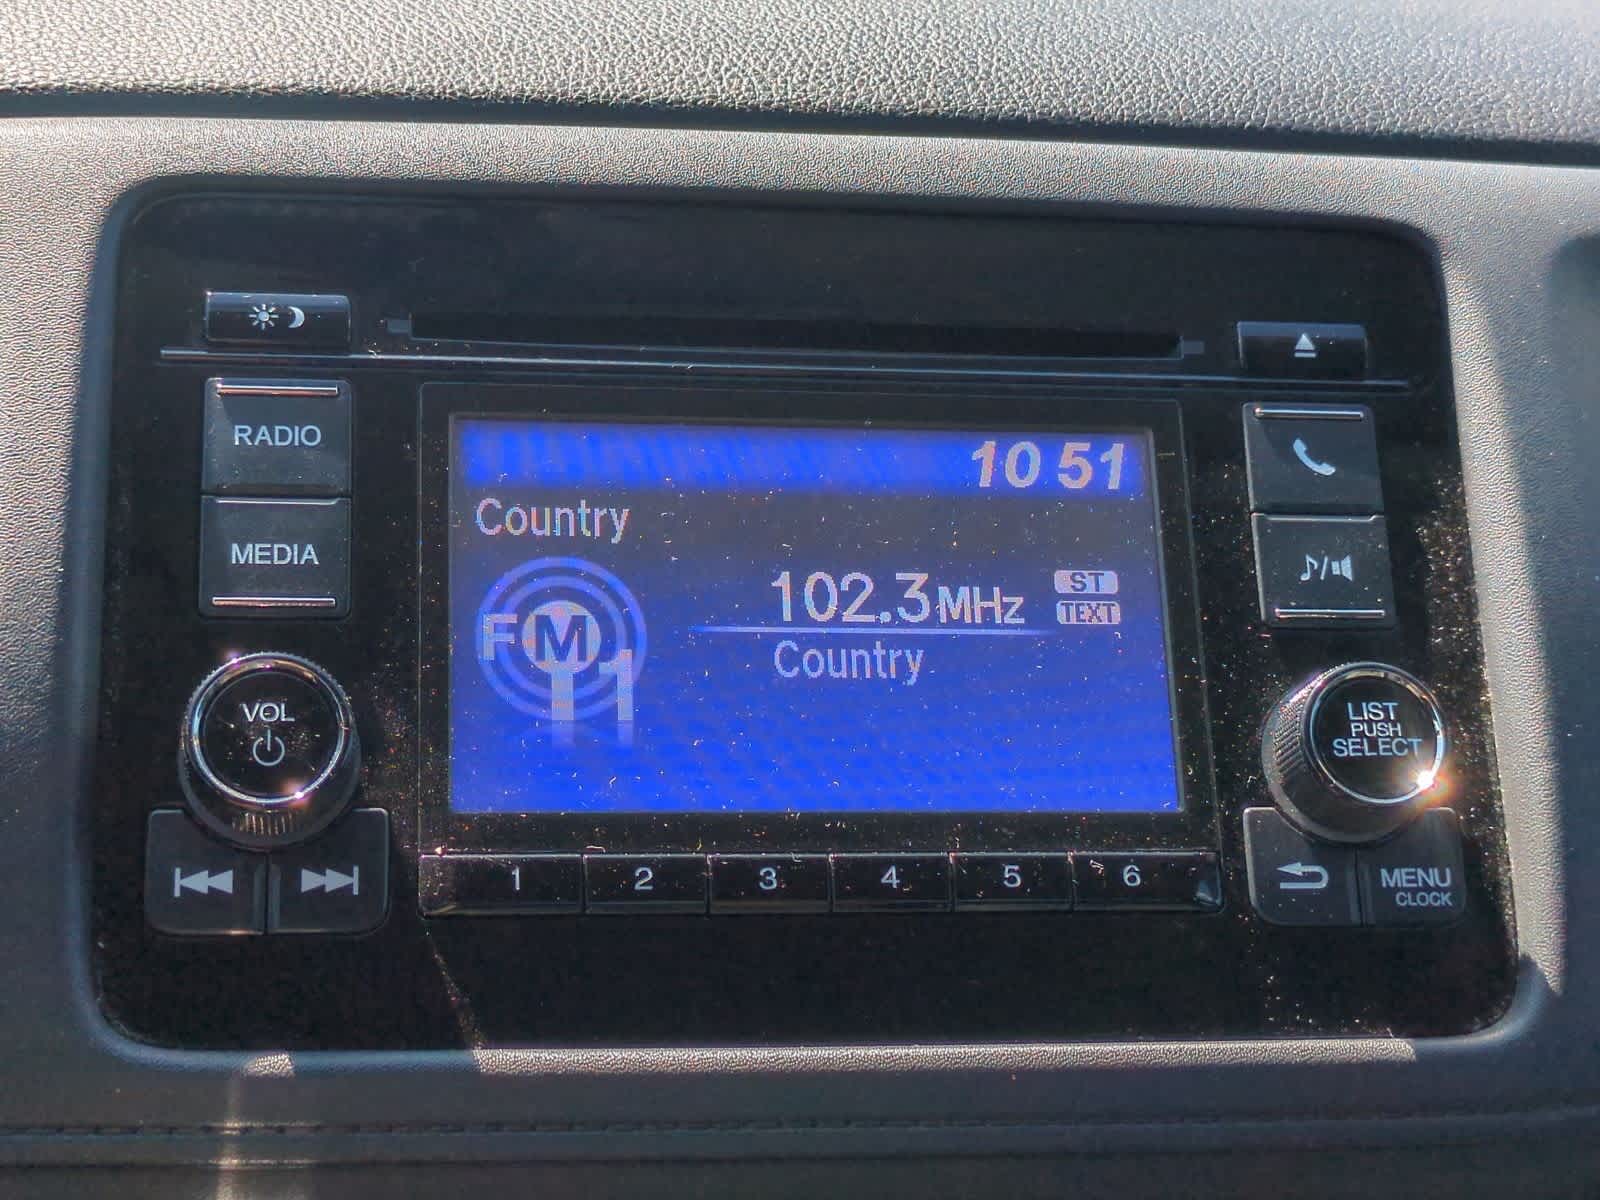 RADIO
MEDIA
VOL
10 51
Country
FM
1
102.3MHz
ST
TEXT
Country
LIST
PUSH
SELECT
1 2 3 4 5 6
MENU
CLOCK